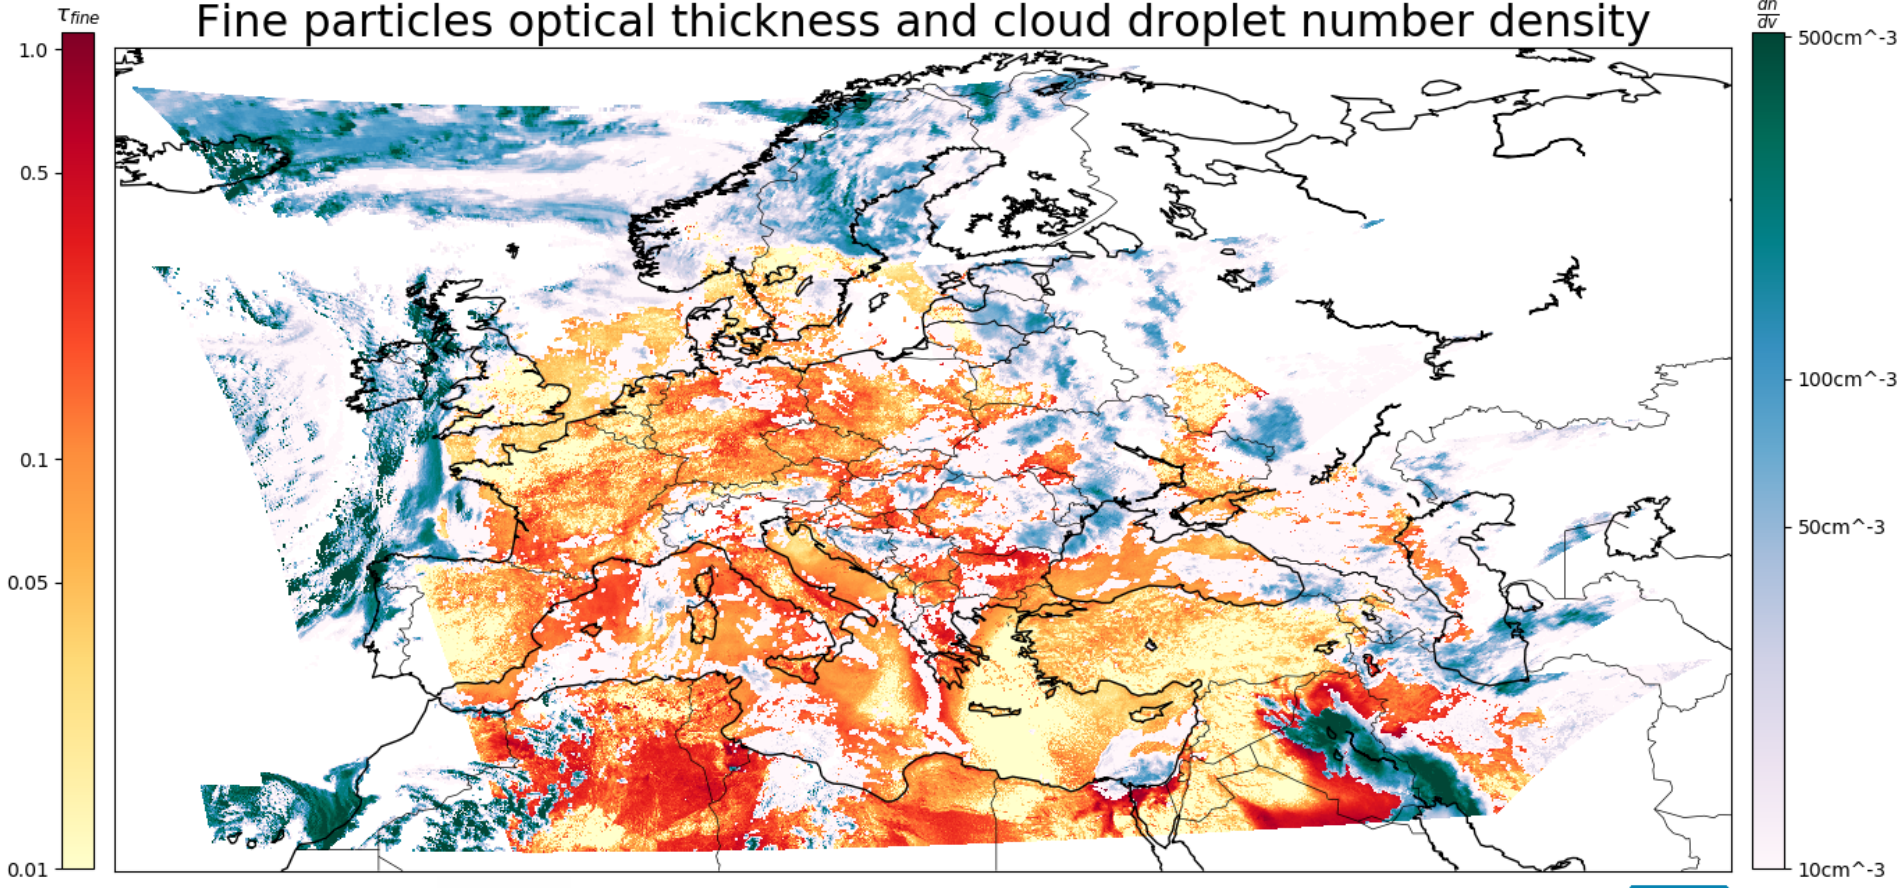 Fine particles optical thickness and cloud droplet number density
τfine
1.0
0.5
0.1
0.05
0.01
dn
dv
500cm^-3
100cm^-3
50cm^-3
10cm^-3